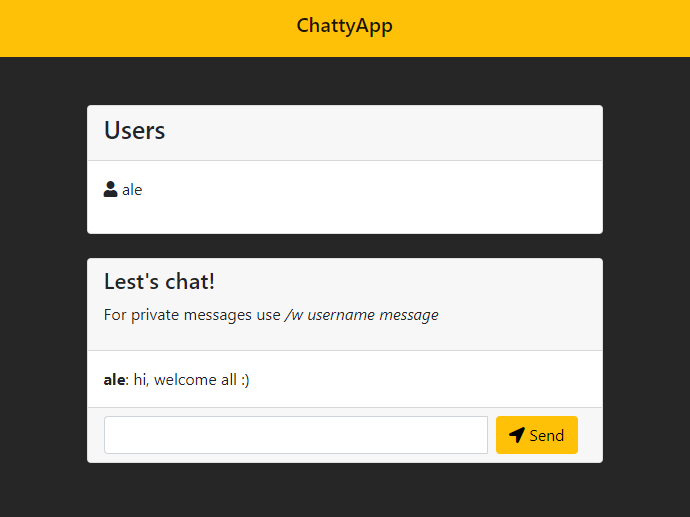 ChattyApp
Users
ale
Lest's chat!
For private messages use /w username message
ale: hi, welcome all :)
Send